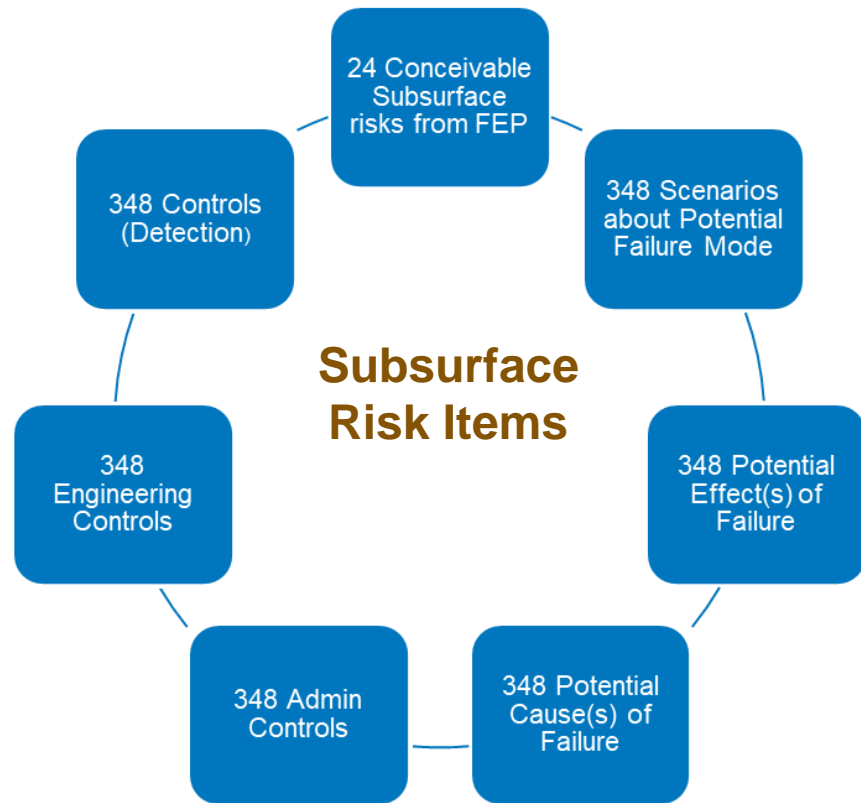 24 Conceivable
Subsurface
risks from FEP
348 Scenarios
about Potential
Failure Mode
348 Potential
Effect(s) of
Failure
348 Potential
Cause(s) of
Failure
348 Admin
Controls
348
Engineering
Controls
348 Controls
(Detection)
Subsurface
Risk Items